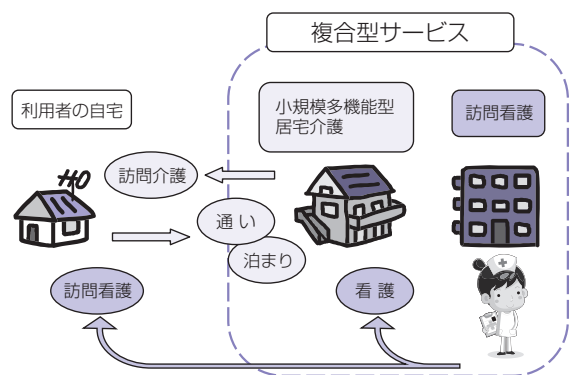 複合型サービス
利用者の自宅
小規模多機能型
居宅介護
訪問看護
訪問介護
通い
泊まり
訪問看護
看護